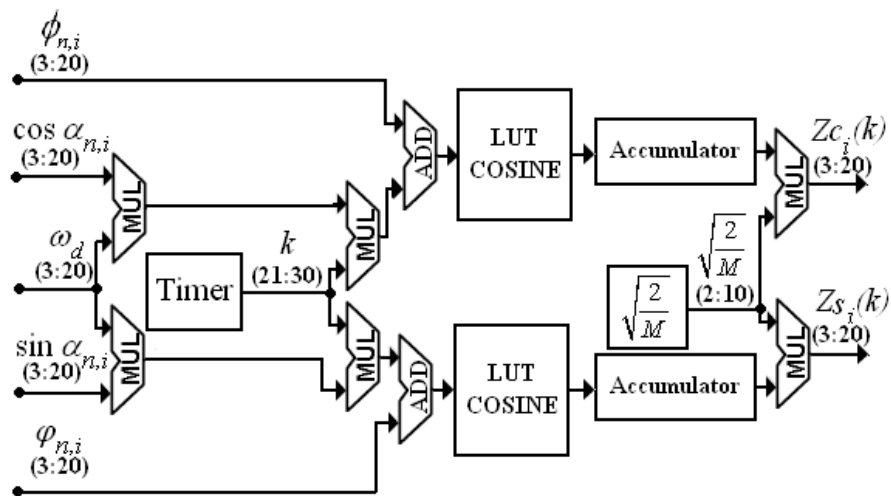 ϕn,i
(3:20)
cos αn,i
(3:20)
ωd
(3:20)
sin αn,i
(3:20)
φn,i
(3:20)
MUL
MUL
Timer
k
(21:30)
MUL
MUL
ADD
ADD
LUT
COSINE
LUT
COSINE
Accumulator
Accumulator
√2/M
√2/M
(2:10)
MUL
MUL
Zci(k)
(3:20)
Zsi(k)
(3:20)